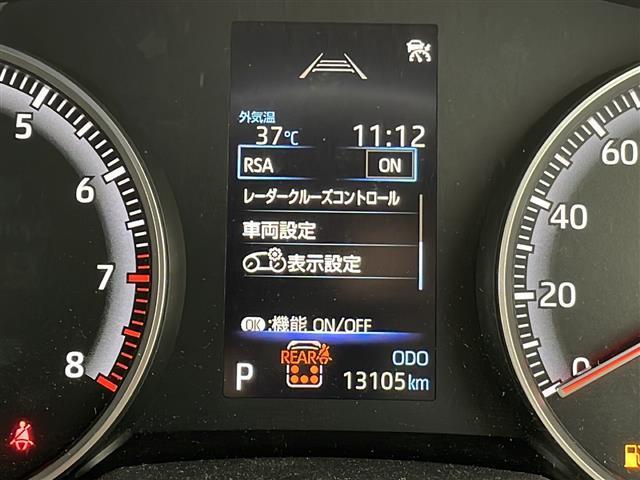 外気温
37℃ 11:12
RSA ON
レーダークルーズコントロール
車両設定
表示設定
OK:機能 ON/OFF
REAR
ODO
P 13105km
5
6
7
8
60
40
20
0